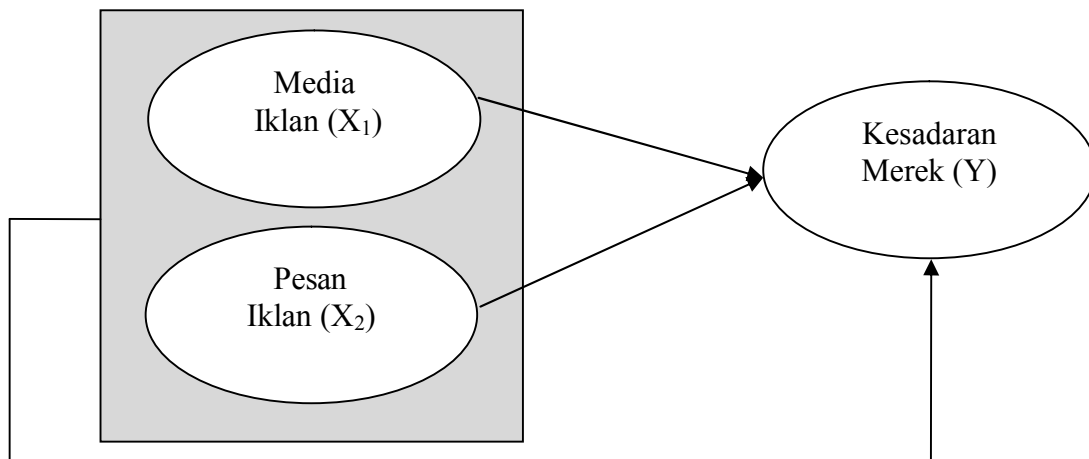 Media
Iklan (X₁)
Pesan
Iklan (X₂)
Kesadaran
Merek (Y)